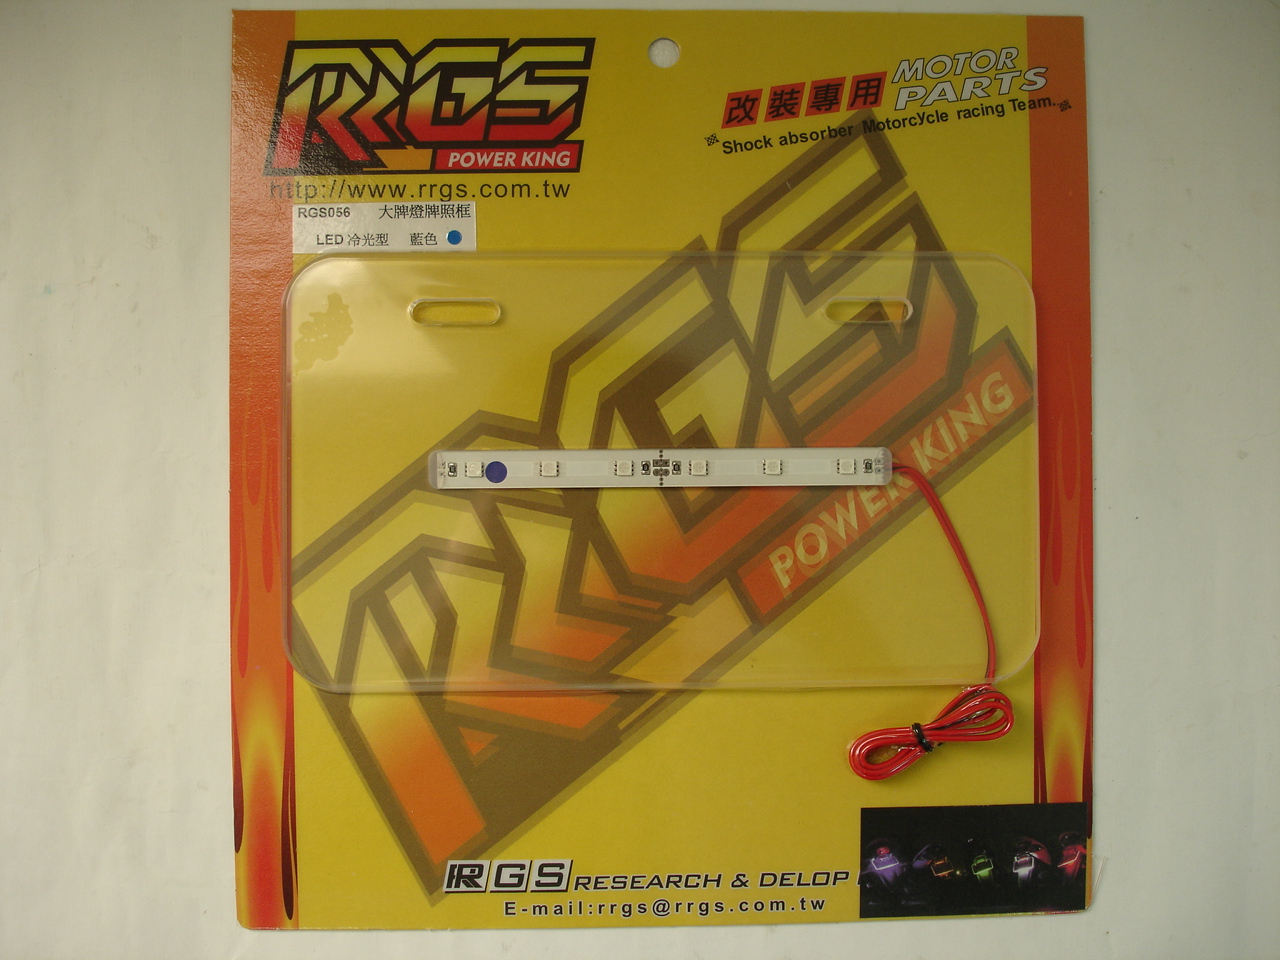 RRGS
POWER KING
http://www.rrgs.com.tw
改裝專用
MOTOR
PARTS
Shock absorber Motorcycle racing Team..
RGS056 大牌燈牌照框
LED 冷光型 藍色
RRGS
POWER KING
RRGS RESEARCH & DELOP
E-mail:rrgs@rrgs.com.tw